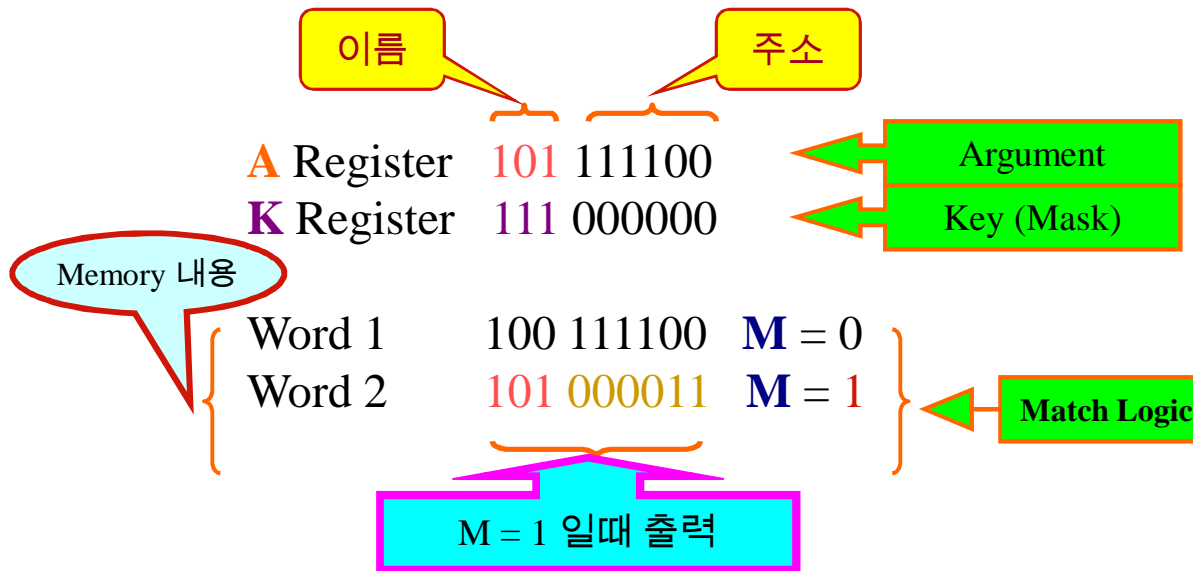 이름
주소
A Register 101 111100
Argument
K Register 111 000000
Key (Mask)
Memory 내용
Word 1 100 111100 M = 0
Word 2 101 000011 M = 1
Match Logic
M = 1 일때 출력